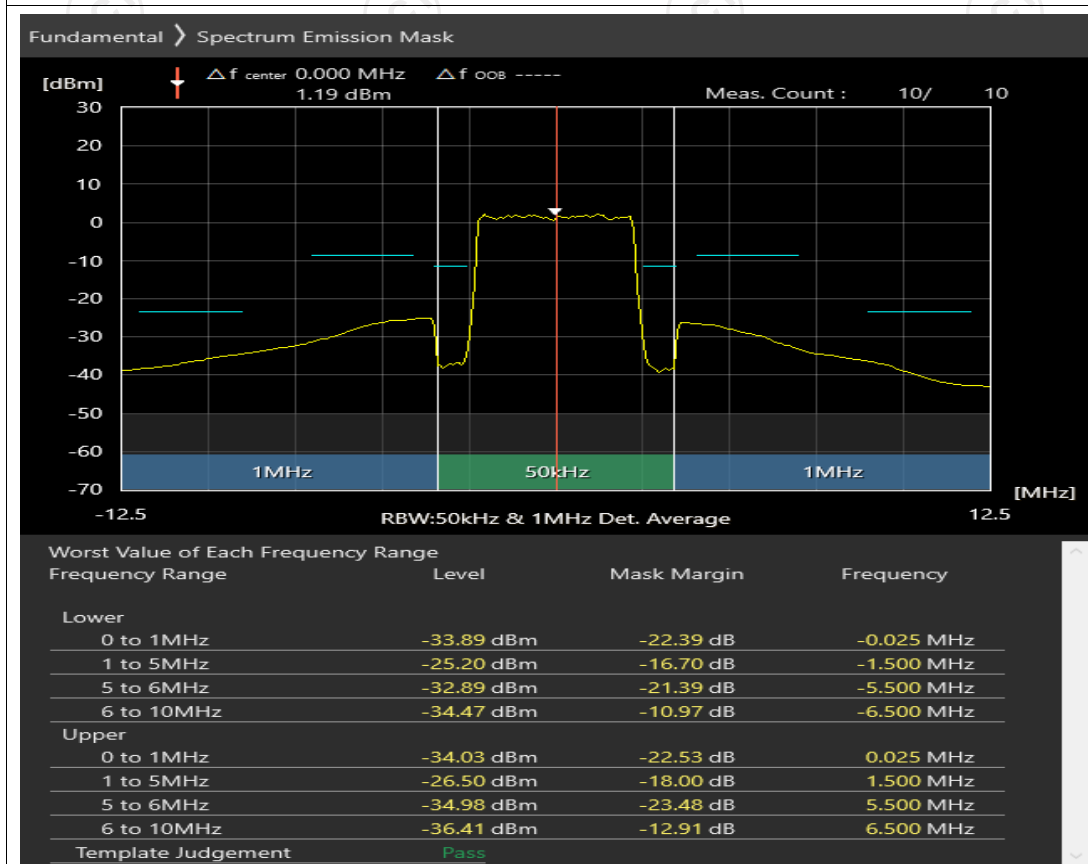 Fundamental ❯ Spectrum Emission Mask
[dBm] △f center 0.000 MHz △f OOB -----
1.19 dBm Meas. Count : 10/ 10
30
20
10
0
-10
-20
-30
-40
-50
-60
-70
1MHz 50kHz 1MHz
[MHz]
-12.5 RBW:50kHz & 1MHz Det. Average 12.5
Worst Value of Each Frequency Range
Frequency Range Level Mask Margin Frequency
Lower
0 to 1MHz -33.89 dBm -22.39 dB -0.025 MHz
1 to 5MHz -25.20 dBm -16.70 dB -1.500 MHz
5 to 6MHz -32.89 dBm -21.39 dB -5.500 MHz
6 to 10MHz -34.47 dBm -10.97 dB -6.500 MHz
Upper
0 to 1MHz -34.03 dBm -22.53 dB 0.025 MHz
1 to 5MHz -26.50 dBm -18.00 dB 1.500 MHz
5 to 6MHz -34.98 dBm -23.48 dB 5.500 MHz
6 to 10MHz -36.41 dBm -12.91 dB 6.500 MHz
Template Judgement Pass